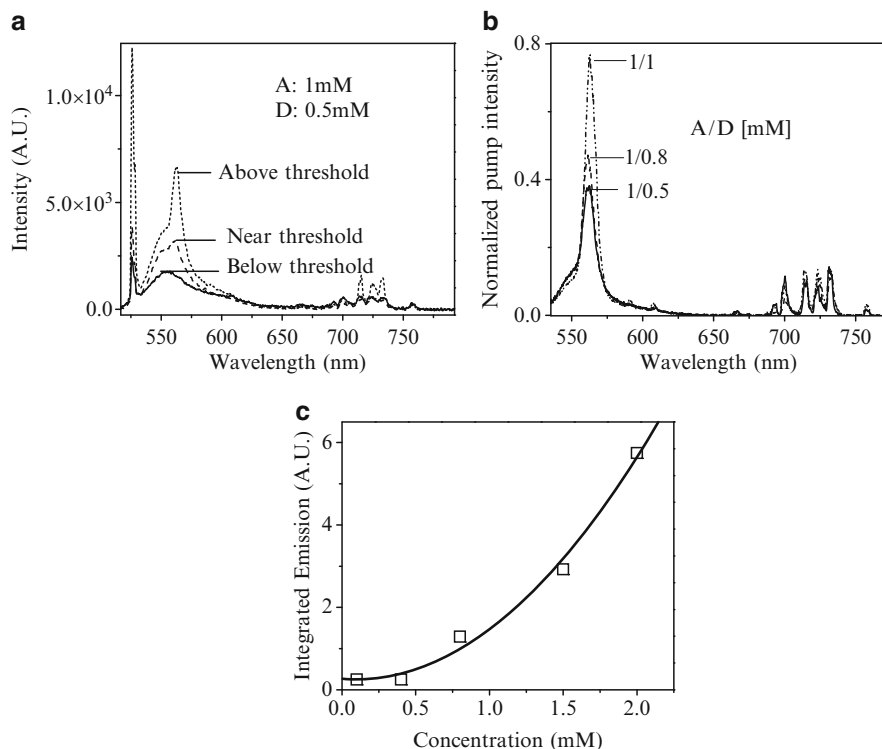 a
Intensity (A.U.)
1.0×10⁴
5.0×10³
0.0
A: 1mM
D: 0.5mM
Above threshold
Near threshold
Below threshold
550
600
650
700
750
Wavelength (nm)
b
Normalized pump intensity
0.8
0.4
0.0
1/1
A/D [mM]
1/0.8
1/0.5
550
600
650
700
750
Wavelength (nm)
c
Integrated Emission (A.U.)
6
4
2
0
0.0
0.5
1.0
1.5
2.0
Concentration (mM)